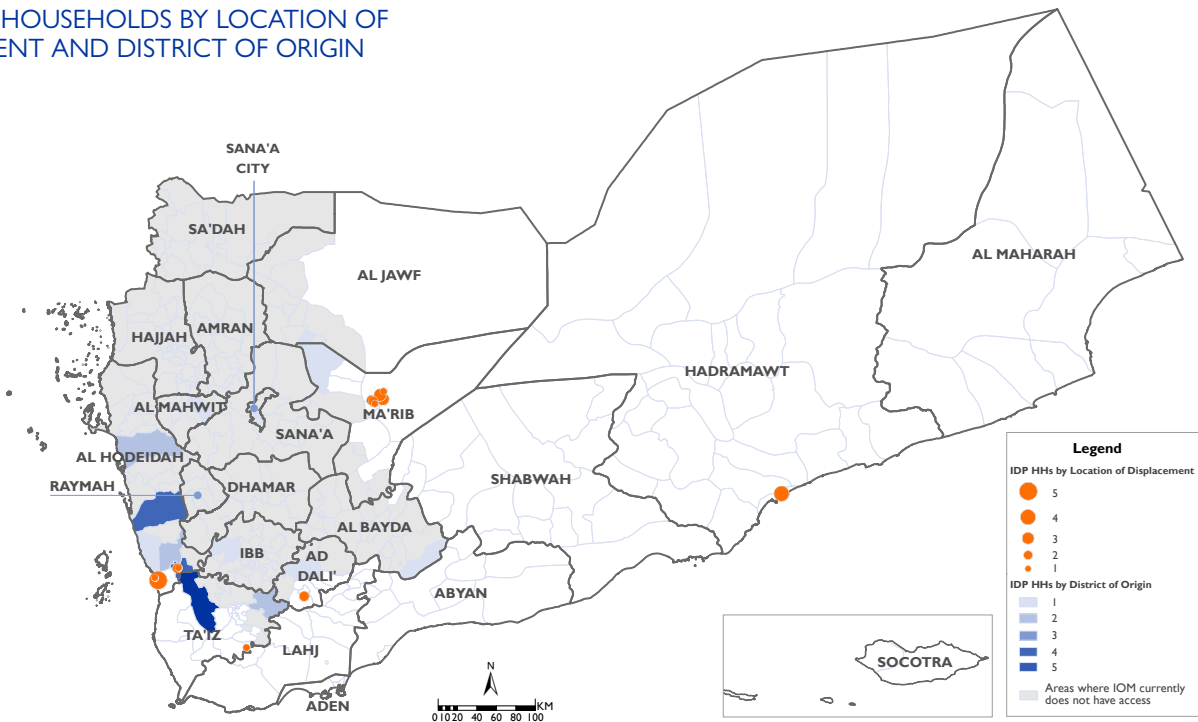 HOUSEHOLDS BY LOCATION OF
ENT AND DISTRICT OF ORIGIN
SANA'A
CITY
SA'DAH
AL JAWF
AL MAHARAH
HAJJAH
AMRAN
HADRAMAWT
AL MAHWIT
MA'RIB
SANA'A
AL HODEIDAH
SHABWAH
RAYMAH
DHAMAR
AL BAYDA
IBB
AD
DALI'
ABYAN
TA'IZ
LAHJ
ADEN
SOCOTRA
N
KM
0 10 20 40 60 80 100
Legend
IDP HHs by Location of Displacement
5
4
3
2
1
IDP HHs by District of Origin
1
2
3
4
5
Areas where IOM currently
does not have access